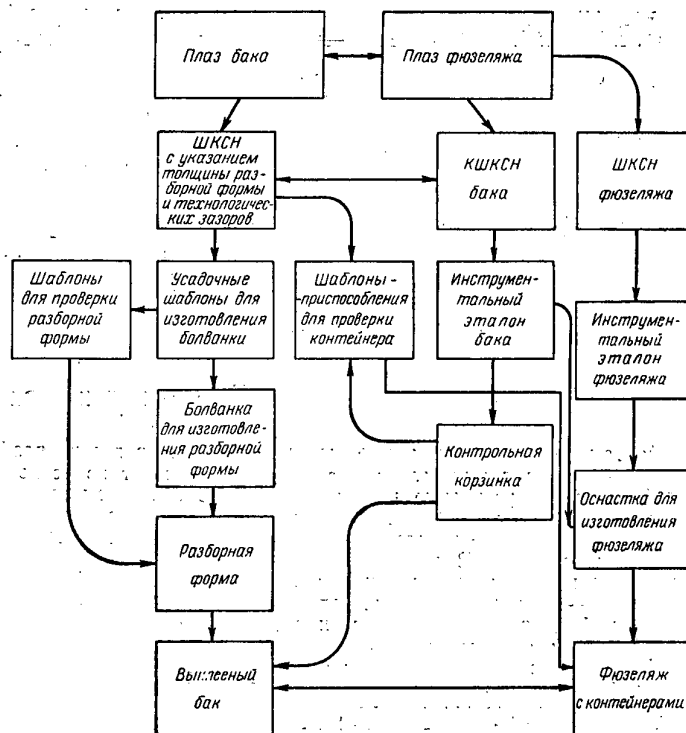 Плаз бака
Плаз фюзеляжа
ШКСН
с указанием
толщины раз-
борной формы
и технологичес-
ких зазоров
КШКСН
бака
ШКСН
фюзеляжа
Шаблоны
для проверки
разборной
формы
Усадочные
шаблоны для
изготовления
болванки
Шаблоны -
-приспособления
для проверки
контейнера
Инструмен-
тальный
эталон
бака
Инструмен-
тальный
эталон
фюзеляжа
Болванка
для изготовле-
ния разборной
формы
Контрольная
корзинка
Оснастка для
изготовления
фюзеляжа
Разборная
форма
бак
Фюзеляж
с контейнерами